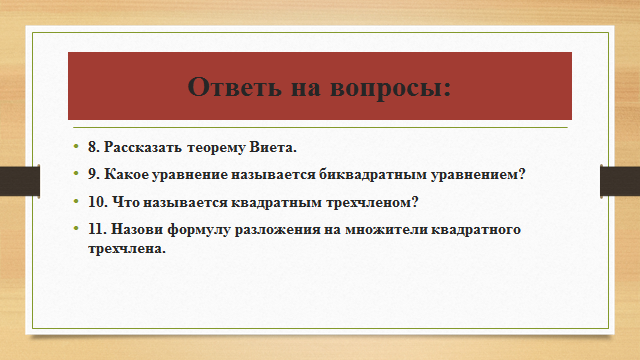 Ответь на вопросы:
• 8. Рассказать теорему Виета.
• 9. Какое уравнение называется биквадратным уравнением?
• 10. Что называется квадратным трехчленом?
• 11. Назови формулу разложения на множители квадратного
трехчлена.